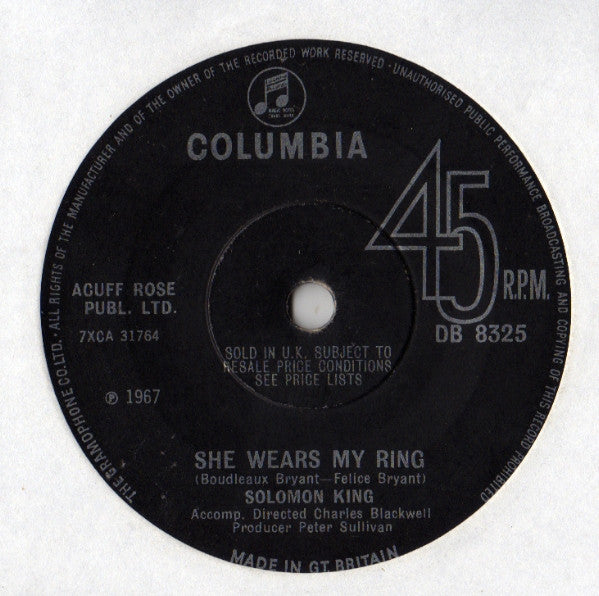 THE GRAMOPHONE CO. LTD. · ALL RIGHTS OF THE MANUFACTURER AND OF THE OWNER OF THE RECORDED WORK RESERVED · UNAUTHORISED PUBLIC PERFORMANCE BROADCASTING AND COPYING OF THIS RECORD PROHIBITED
COLUMBIA
45
R.P.M.
DB 8325
ACUFF ROSE
PUBL. LTD.
7XCA 31764
SOLD IN U.K. SUBJECT TO
RESALE PRICE CONDITIONS
SEE PRICE LISTS
℗ 1967
SHE WEARS MY RING
(Boudleaux Bryant—Felice Bryant)
SOLOMON KING
Accomp. Directed Charles Blackwell
Producer Peter Sullivan
MADE IN GT. BRITAIN